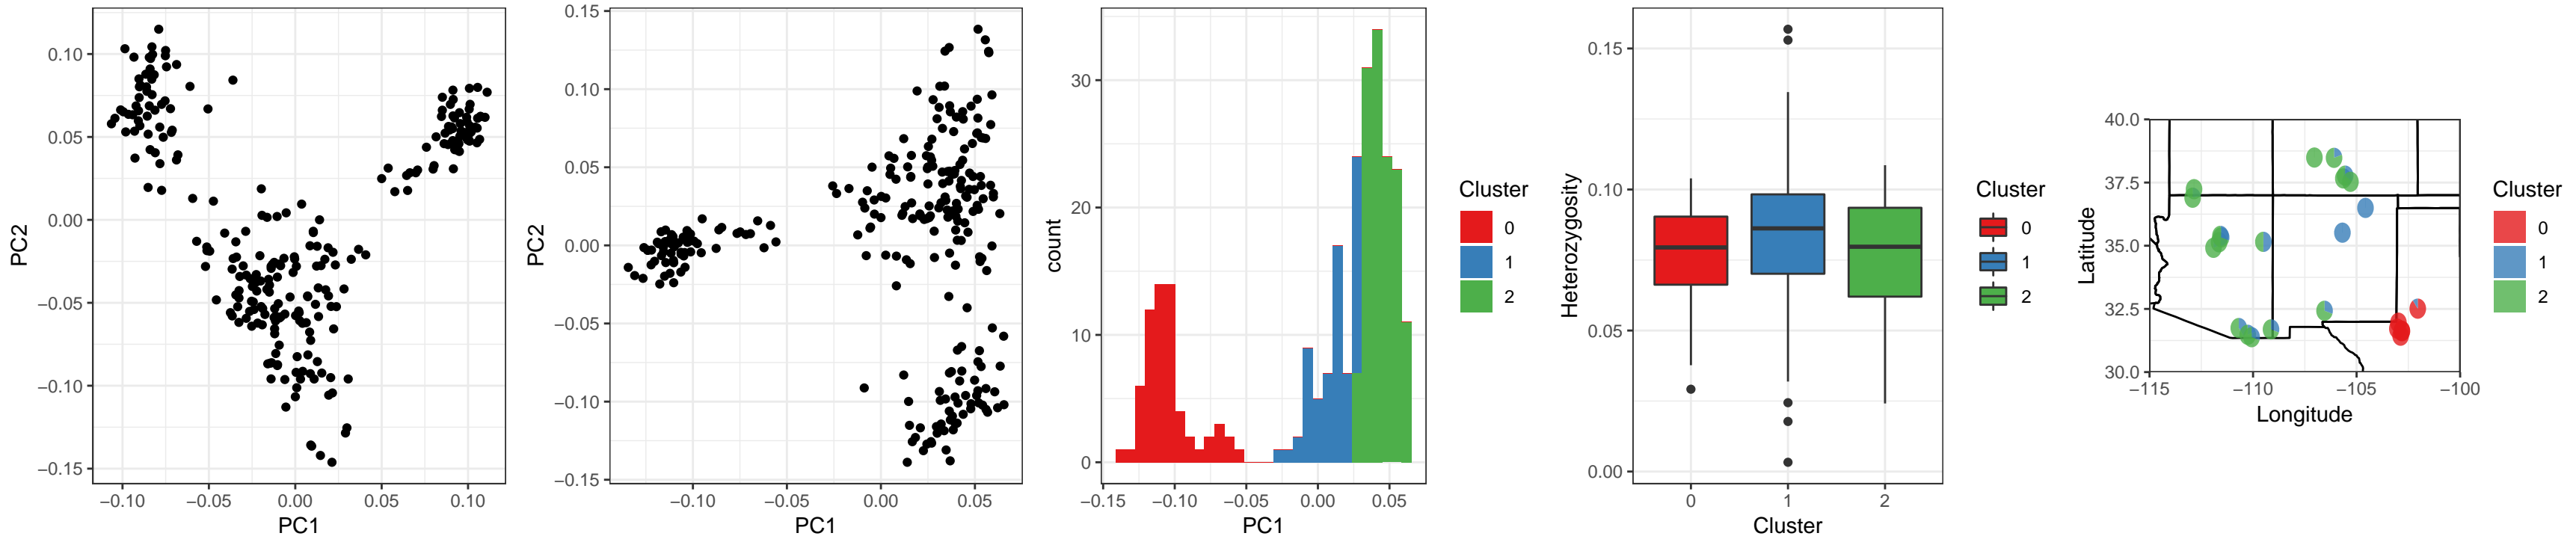 0.10
0.05
0.00
−0.05
−0.10
−0.15
PC2
−0.10 −0.05 0.00 0.05 0.10
PC1
0.15
0.10
0.05
0.00
−0.05
−0.10
−0.15
PC2
−0.10 −0.05 0.00 0.05
PC1
30
20
10
0
count
−0.15 −0.10 −0.05 0.00 0.05
PC1
Cluster
0
1
2
0.15
0.10
0.05
0.00
Heterozygosity
0 1 2
Cluster
Cluster
0
1
2
40.0
37.5
35.0
32.5
30.0
Latitude
−115 −110 −105 −100
Longitude
Cluster
0
1
2